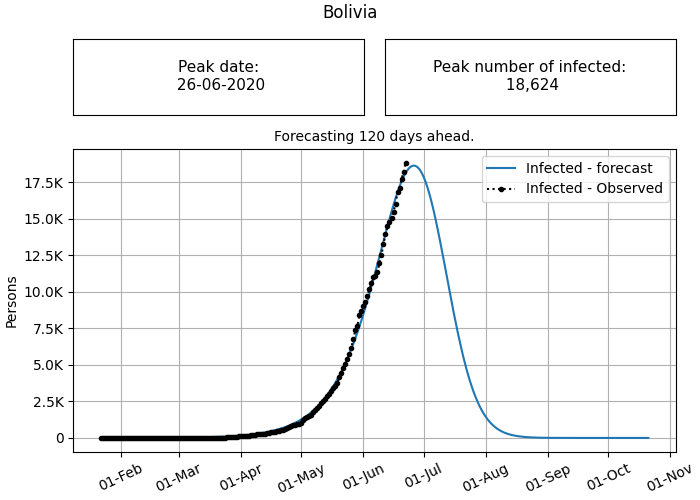 Bolivia
Peak date:
26-06-2020
Peak number of infected:
18,624
Forecasting 120 days ahead.
Infected - forecast
Infected - Observed
Persons
17.5K
15.0K
12.5K
10.0K
7.5K
5.0K
2.5K
0
01-Feb
01-Mar
01-Apr
01-May
01-Jun
01-Jul
01-Aug
01-Sep
01-Oct
01-Nov